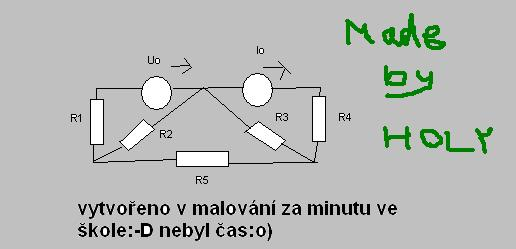 Uo
Io
R1
R2
R3
R4
R5
Made
by
HOLY
vytvořeno v malování za minutu ve
škole:-D nebyl čas:o)